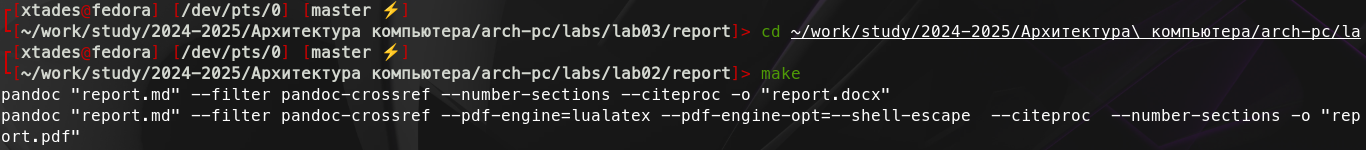 [xtades@fedora] [/dev/pts/0] [master ⚡]
[~/work/study/2024-2025/Архитектура компьютера/arch-pc/labs/lab03/report]> cd ~/work/study/2024-2025/Архитектура\ компьютера/arch-pc/la
[xtades@fedora] [/dev/pts/0] [master ⚡]
[~/work/study/2024-2025/Архитектура компьютера/arch-pc/labs/lab02/report]> make
pandoc "report.md" --filter pandoc-crossref --number-sections --citeproc -o "report.docx"
pandoc "report.md" --filter pandoc-crossref --pdf-engine=lualatex --pdf-engine-opt=--shell-escape  --citeproc  --number-sections -o "rep
ort.pdf"